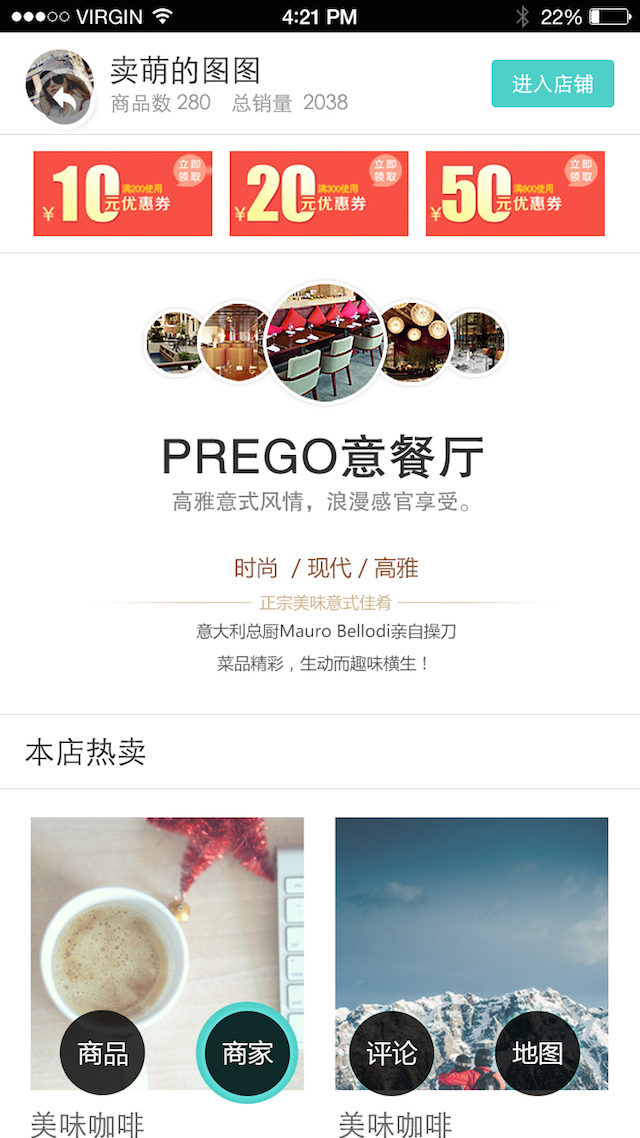 VIRGIN 4:21 PM 22%
卖萌的图图
商品数 280 总销量 2038
进入店铺
¥10元优惠券 满200使用 立即领取
¥20元优惠券 满300使用 立即领取
¥50元优惠券 满800使用 立即领取
PREGO意餐厅
高雅意式风情，浪漫感官享受。
时尚 / 现代 / 高雅
正宗美味意式佳肴
意大利总厨Mauro Bellodi亲自操刀
菜品精彩，生动而趣味横生！
本店热卖
商品 商家 评论 地图
美味咖啡 美味咖啡